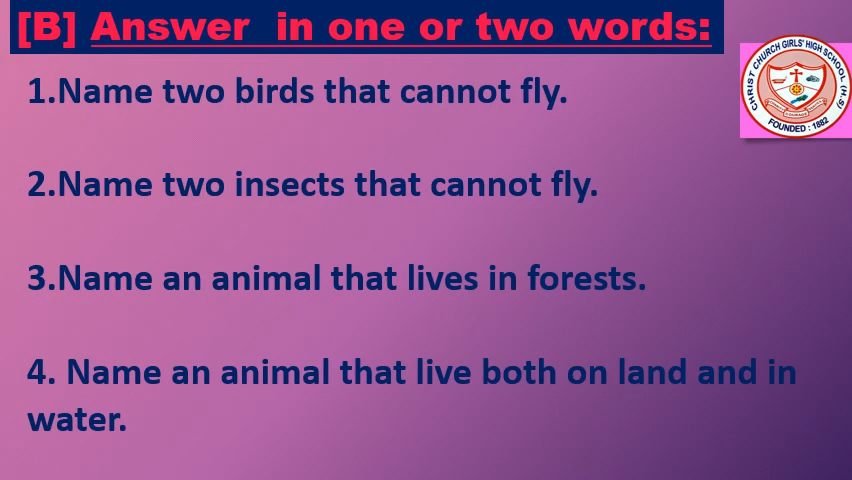 [B] Answer  in one or two words:
CHRIST CHURCH GIRLS' HIGH SCHOOL (H.S)
FOUNDED : 1882
1.Name two birds that cannot fly.
2.Name two insects that cannot fly.
3.Name an animal that lives in forests.
4. Name an animal that live both on land and in
water.